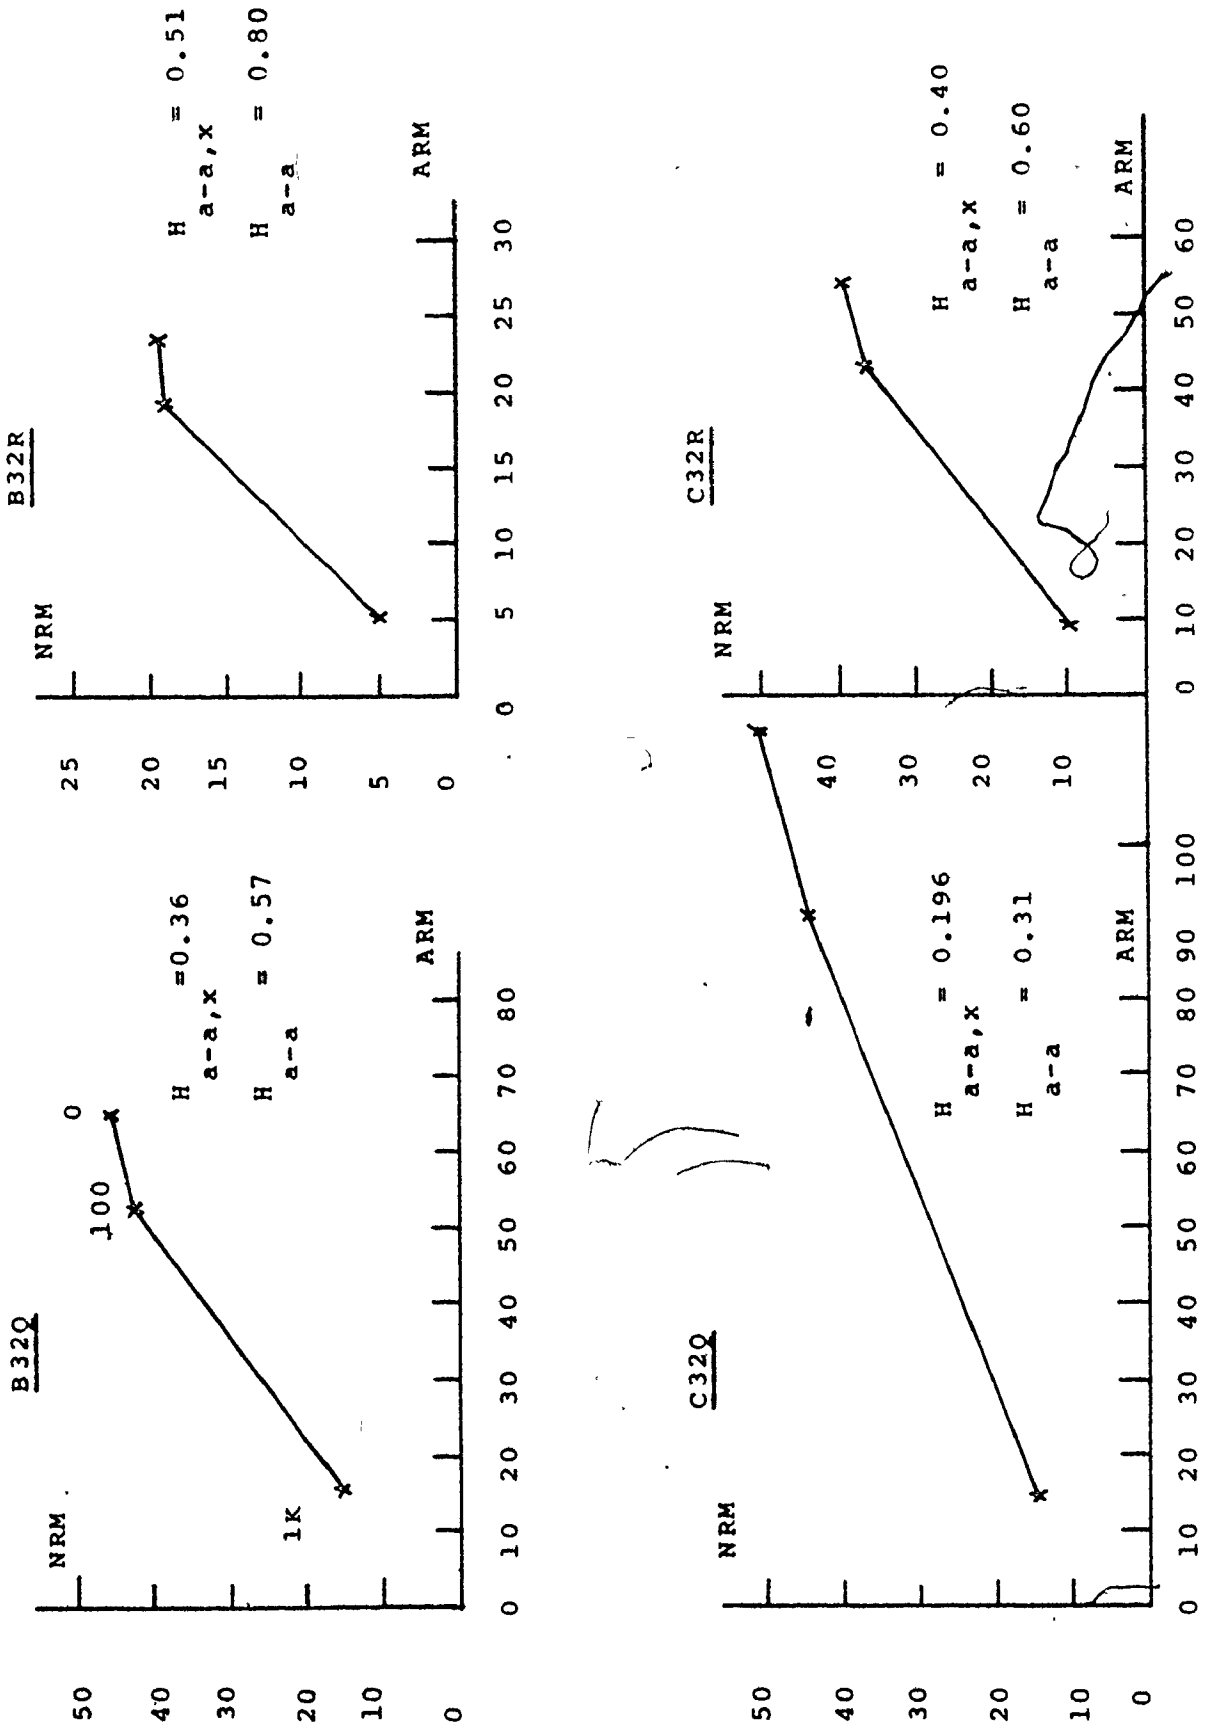 B32Q
NRM
50
40
30
20
10
0
0 10 20 30 40 50 60 70 80
ARM
1K
100
0
H a-a,x =0.36
H a-a = 0.57
B32R
NRM
25
20
15
10
5
0
0 5 10 15 20 25 30
ARM
H a-a,x = 0.51
H a-a = 0.80
C32Q
NRM
50
40
30
20
10
0
0 10 20 30 40 50 60 70 80 90 100
ARM
H a-a,x = 0.196
H a-a = 0.31
C32R
NRM
40
30
20
10
0 10 20 30 40 50 60
ARM
H a-a,x = 0.40
H a-a = 0.60